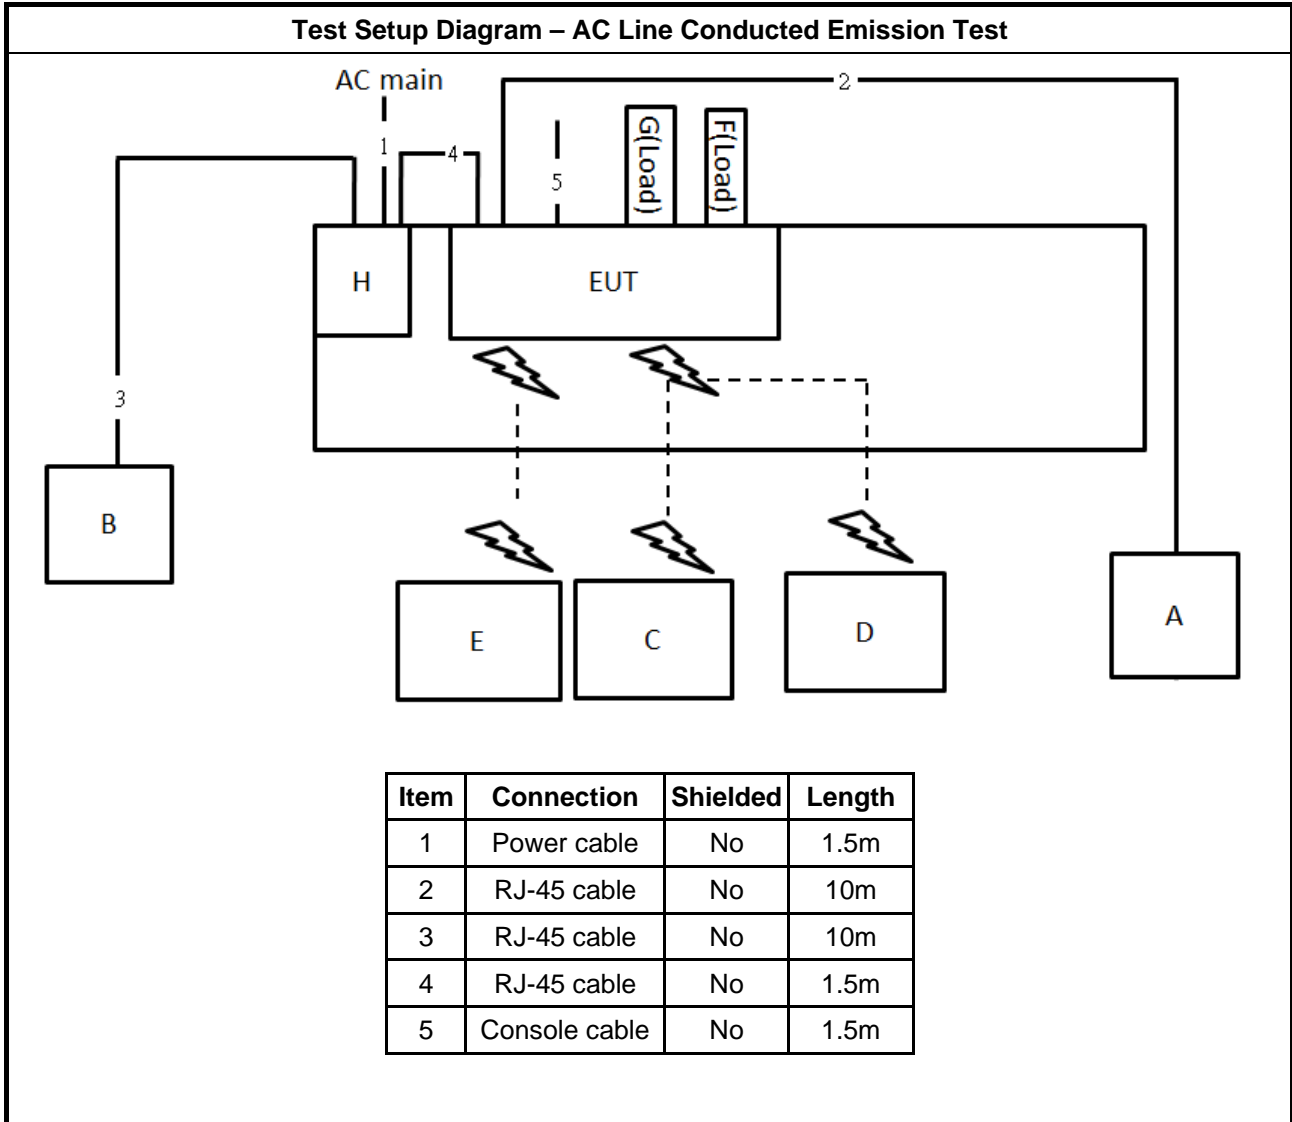 Test Setup Diagram – AC Line Conducted Emission Test
AC main
2
1
4
5
G(Load)
F(Load)
H
EUT
3
B
A
E
C
D
Item Connection Shielded Length
1 Power cable No 1.5m
2 RJ-45 cable No 10m
3 RJ-45 cable No 10m
4 RJ-45 cable No 1.5m
5 Console cable No 1.5m